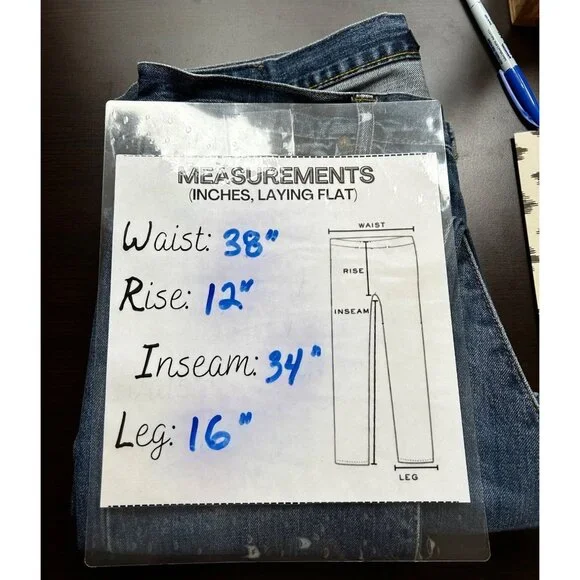 MEASUREMENTS
(INCHES, LAYING FLAT)
Waist: 38"
Rise: 12"
Inseam: 34"
Leg: 16"
WAIST
RISE
INSEAM
LEG